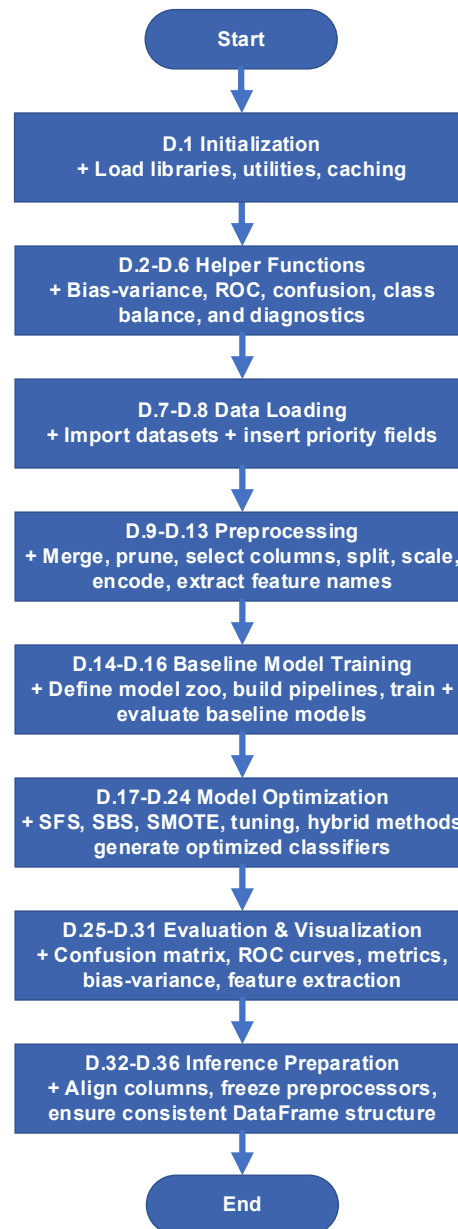 Start
D.1 Initialization
+ Load libraries, utilities, caching
D.2-D.6 Helper Functions
+ Bias-variance, ROC, confusion, class
balance, and diagnostics
D.7-D.8 Data Loading
+ Import datasets + insert priority fields
D.9-D.13 Preprocessing
+ Merge, prune, select columns, split, scale,
encode, extract feature names
D.14-D.16 Baseline Model Training
+ Define model zoo, build pipelines, train +
evaluate baseline models
D.17-D.24 Model Optimization
+ SFS, SBS, SMOTE, tuning, hybrid methods
generate optimized classifiers
D.25-D.31 Evaluation & Visualization
+ Confusion matrix, ROC curves, metrics,
bias-variance, feature extraction
D.32-D.36 Inference Preparation
+ Align columns, freeze preprocessors,
ensure consistent DataFrame structure
End